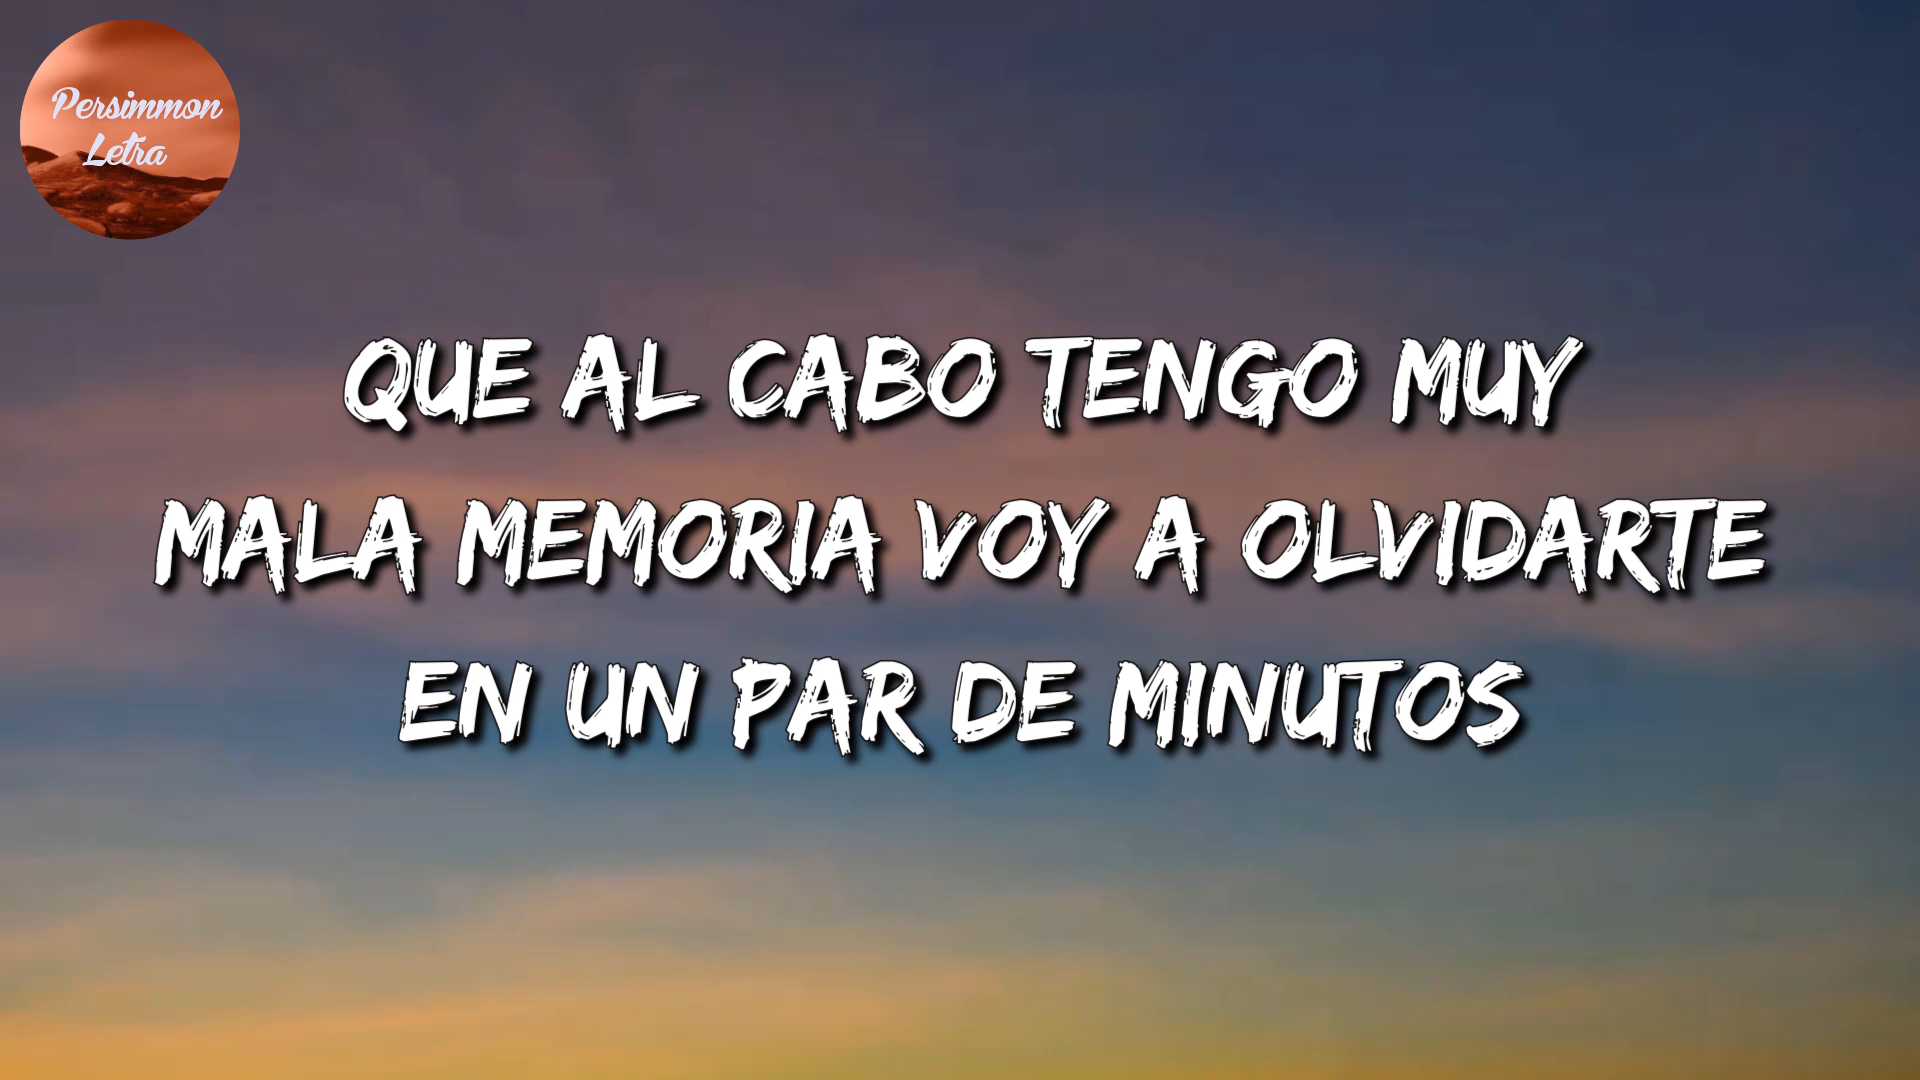 Persimmon
Letra
QUE AL CABO TENGO MUY
MALA MEMORIA VOY A OLVIDARTE
EN UN PAR DE MINUTOS